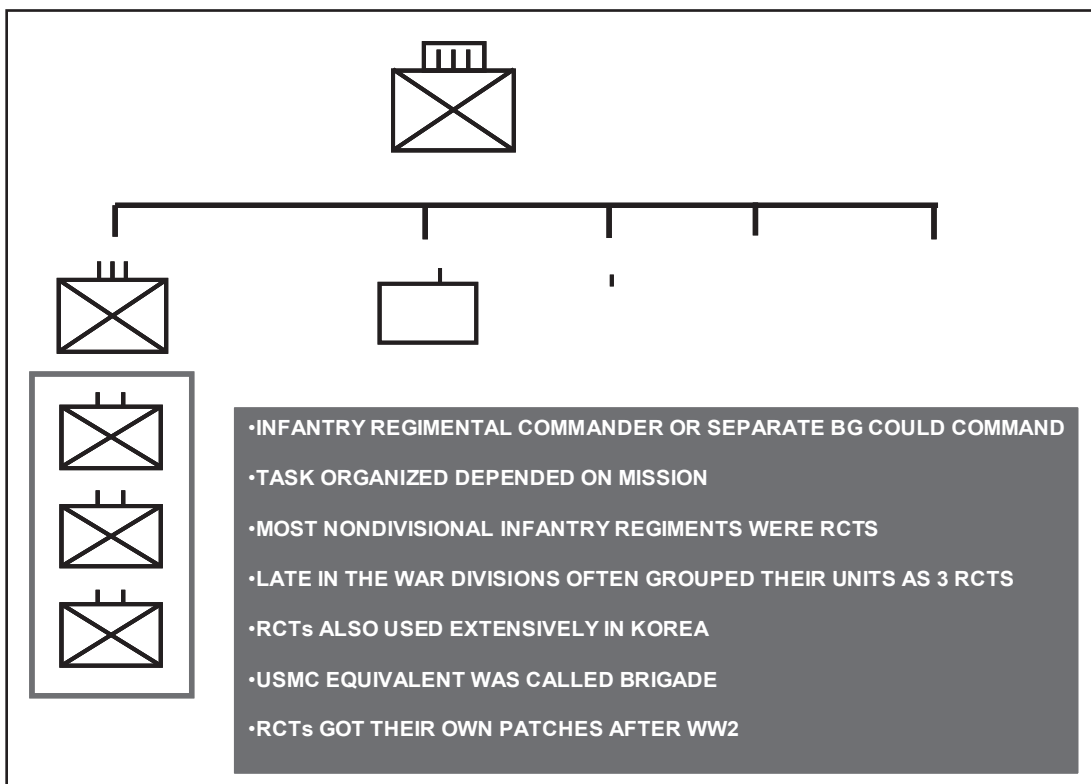 •INFANTRY REGIMENTAL COMMANDER OR SEPARATE BG COULD COMMAND
•TASK ORGANIZED DEPENDED ON MISSION
•MOST NONDIVISIONAL INFANTRY REGIMENTS WERE RCTS
•LATE IN THE WAR DIVISIONS OFTEN GROUPED THEIR UNITS AS 3 RCTS
•RCTs ALSO USED EXTENSIVELY IN KOREA
•USMC EQUIVALENT WAS CALLED BRIGADE
•RCTs GOT THEIR OWN PATCHES AFTER WW2